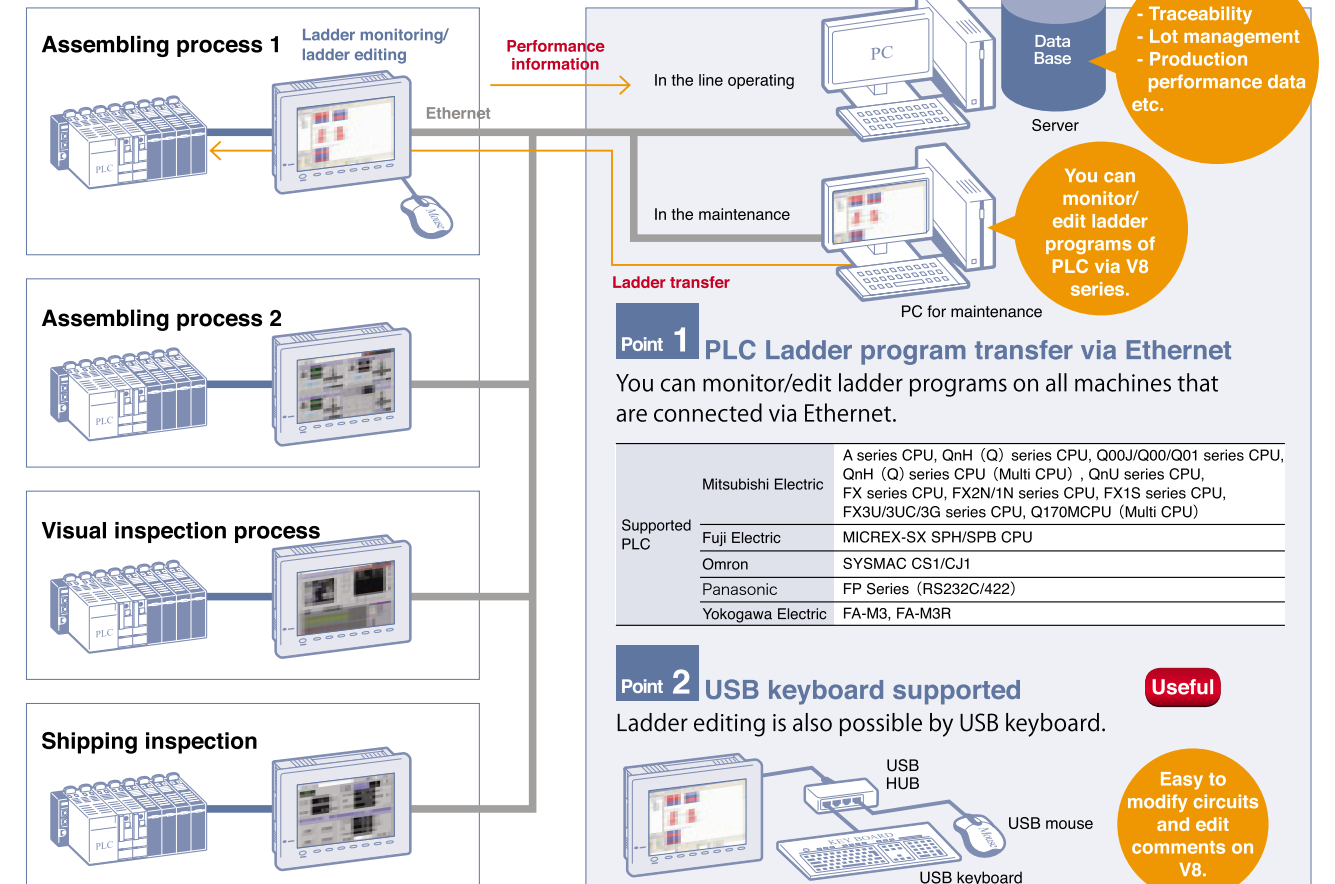 Assembling process 1
Ladder monitoring/
ladder editing
PLC
Mouse
Ethernet
Performance
information
In the line operating
PC
Data
Base
Server
- Traceability
- Lot management
- Production
performance data
etc.
In the maintenance
You can
monitor/
edit ladder
programs of
PLC via V8
series.
Ladder transfer
PC for maintenance
Assembling process 2
PLC
Visual inspection process
PLC
Shipping inspection
PLC
Point 1 PLC Ladder program transfer via Ethernet
You can monitor/edit ladder programs on all machines that
are connected via Ethernet.
Supported
PLC
Mitsubishi Electric
A series CPU, QnH（Q）series CPU, Q00J/Q00/Q01 series CPU,
QnH（Q）series CPU（Multi CPU）, QnU series CPU,
FX series CPU, FX2N/1N series CPU, FX1S series CPU,
FX3U/3UC/3G series CPU, Q170MCPU（Multi CPU）
Fuji Electric MICREX-SX SPH/SPB CPU
Omron SYSMAC CS1/CJ1
Panasonic FP Series（RS232C/422）
Yokogawa Electric FA-M3, FA-M3R
Point 2 USB keyboard supported
Useful
Ladder editing is also possible by USB keyboard.
USB
HUB
KEY BOARD
Mouse
USB mouse
USB keyboard
Easy to
modify circuits
and edit
comments on
V8.